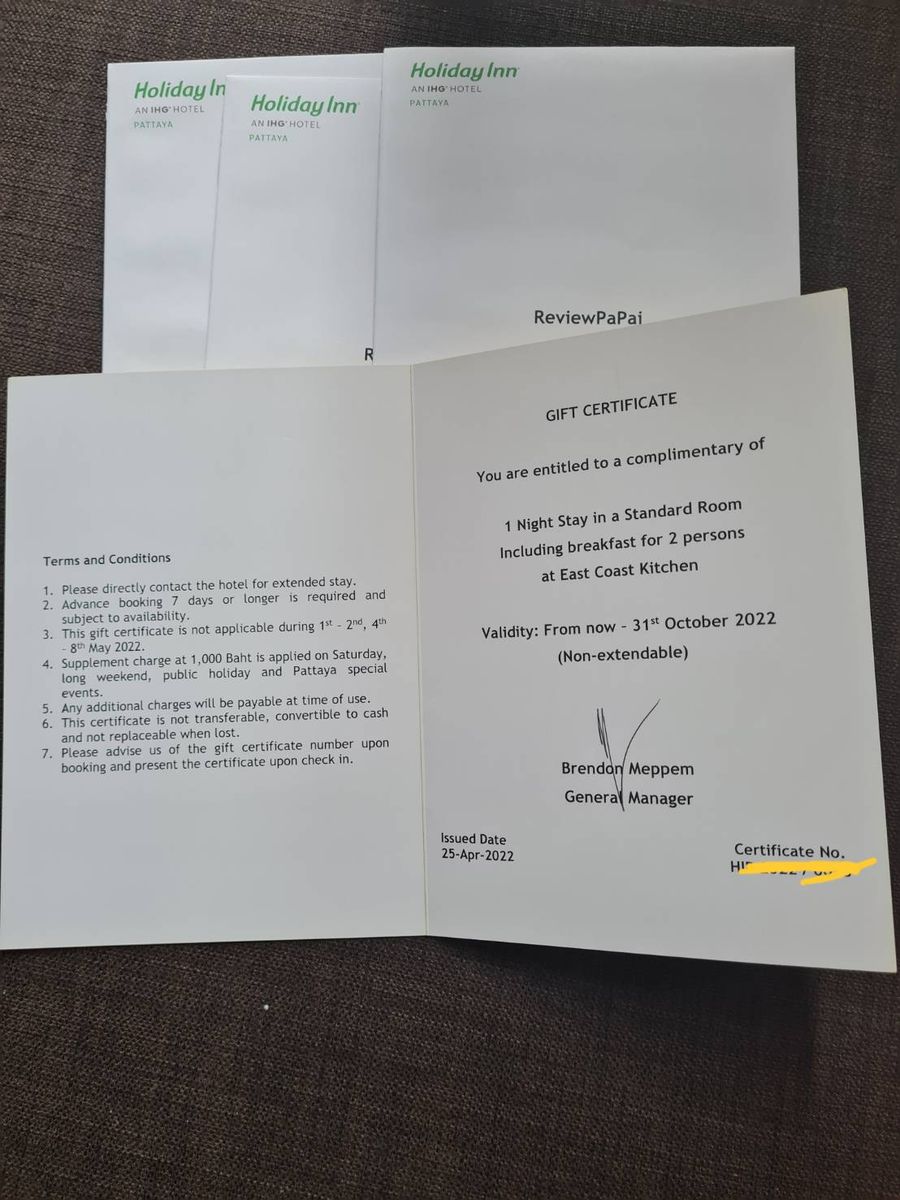 Holiday Inn
AN IHG® HOTEL
PATTAYA
Holiday Inn
AN IHG® HOTEL
PATTAYA
Holiday Inn
AN IHG® HOTEL
PATTAYA
ReviewPaPai
R
Terms and Conditions
1. Please directly contact the hotel for extended stay.
2. Advance booking 7 days or longer is required and
subject to availability.
3. This gift certificate is not applicable during 1st - 2nd, 4th
- 8th May 2022.
4. Supplement charge at 1,000 Baht is applied on Saturday,
long weekend, public holiday and Pattaya special
events.
5. Any additional charges will be payable at time of use.
6. This certificate is not transferable, convertible to cash
and not replaceable when lost.
7. Please advise us of the gift certificate number upon
booking and present the certificate upon check in.
GIFT CERTIFICATE
You are entitled to a complimentary of
1 Night Stay in a Standard Room
Including breakfast for 2 persons
at East Coast Kitchen
Validity: From now - 31st October 2022
(Non-extendable)
Brendon Meppem
General Manager
Issued Date
25-Apr-2022
Certificate No.